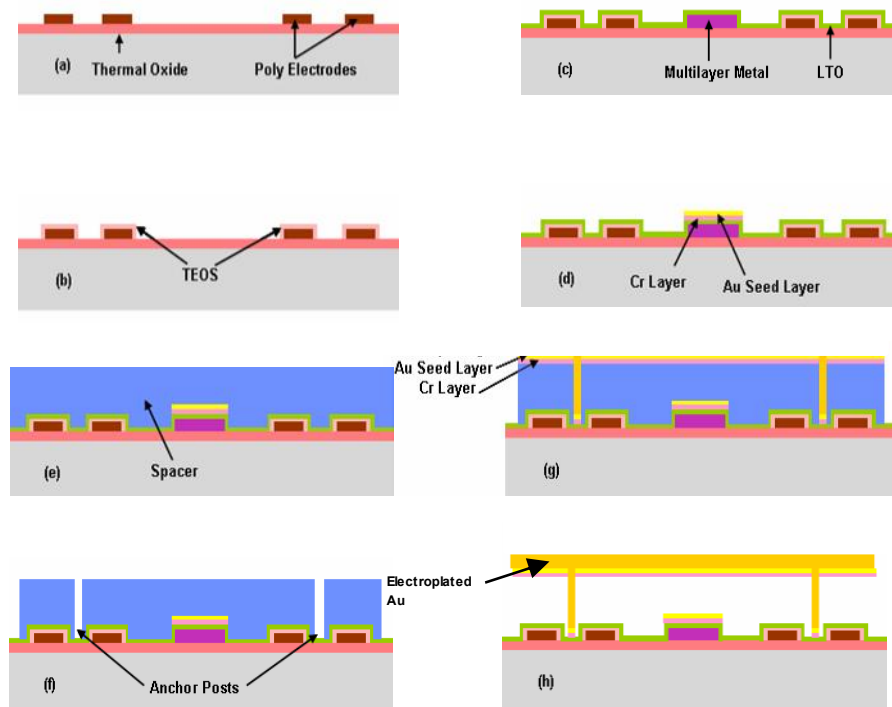 Thermal Oxide
Poly Electrodes
(a)
Multilayer Metal
LTO
(c)
TEOS
(b)
Cr Layer
Au Seed Layer
(d)
Spacer
(e)
Au Seed Layer
Cr Layer
(g)
Anchor Posts
(f)
Electroplated
Au
(h)